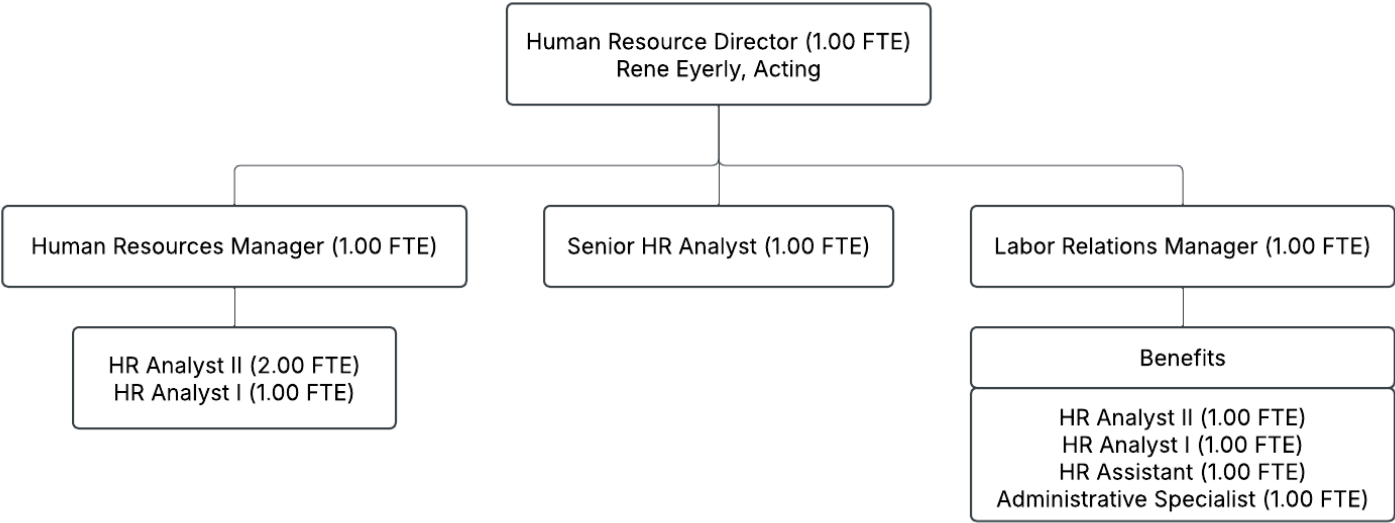 Human Resource Director (1.00 FTE)
Rene Eyerly, Acting
Human Resources Manager (1.00 FTE)
Senior HR Analyst (1.00 FTE)
Labor Relations Manager (1.00 FTE)
HR Analyst II (2.00 FTE)
HR Analyst I (1.00 FTE)
Benefits
HR Analyst II (1.00 FTE)
HR Analyst I (1.00 FTE)
HR Assistant (1.00 FTE)
Administrative Specialist (1.00 FTE)